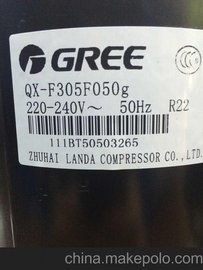 GREE
QX-F305F050g
220-240V～ 50Hz R22
111BT50503265
ZHUHAI LANDA COMPRESSOR CO.,LTD.
china.makepolo.com